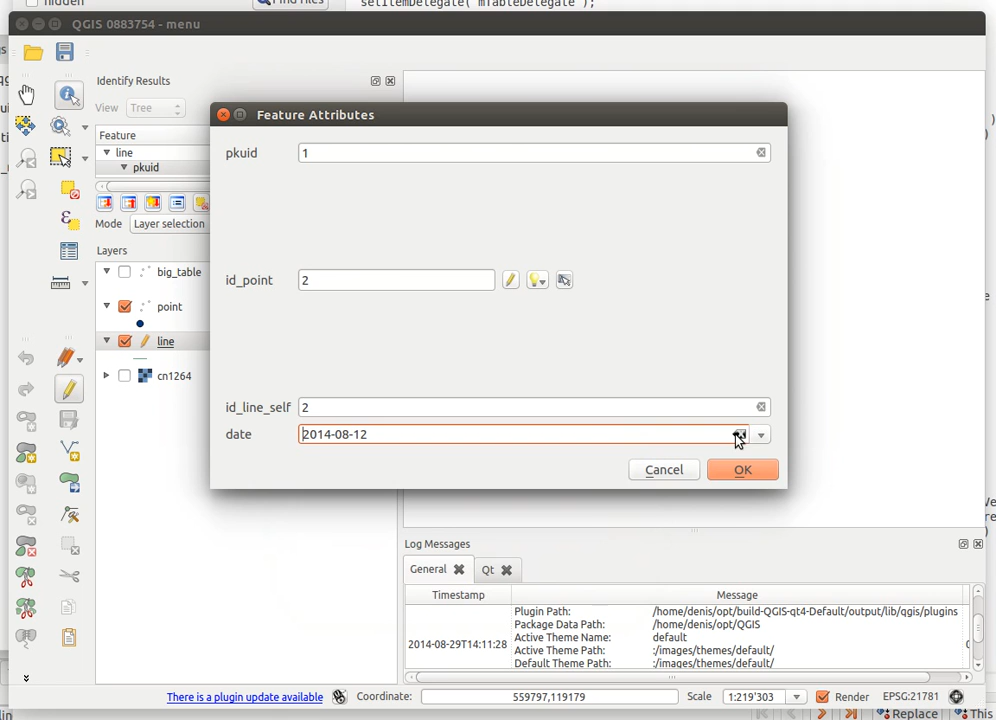 hidden
Find Files
setItemDelegate( mTableDelegate );
QGIS 0883754 - menu
Identify Results
View Tree
Feature
line
pkuid
Mode Layer selection
Layers
big_table
point
line
cn1264
Feature Attributes
pkuid 1
id_point 2
id_line_self 2
date 2014-08-12
Cancel OK
Log Messages
General Qt
Timestamp Message
Plugin Path: /home/denis/opt/build-QGIS-qt4-Default/output/lib/qgis/plugins
Package Data Path: /home/denis/opt/QGIS
Active Theme Name: default
2014-08-29T14:11:28 Active Theme Path: :/images/themes/default/
Default Theme Path: :/images/themes/default/
There is a plugin update available Coordinate: 559797,119179 Scale 1:219'303 Render EPSG:21781
Replace This